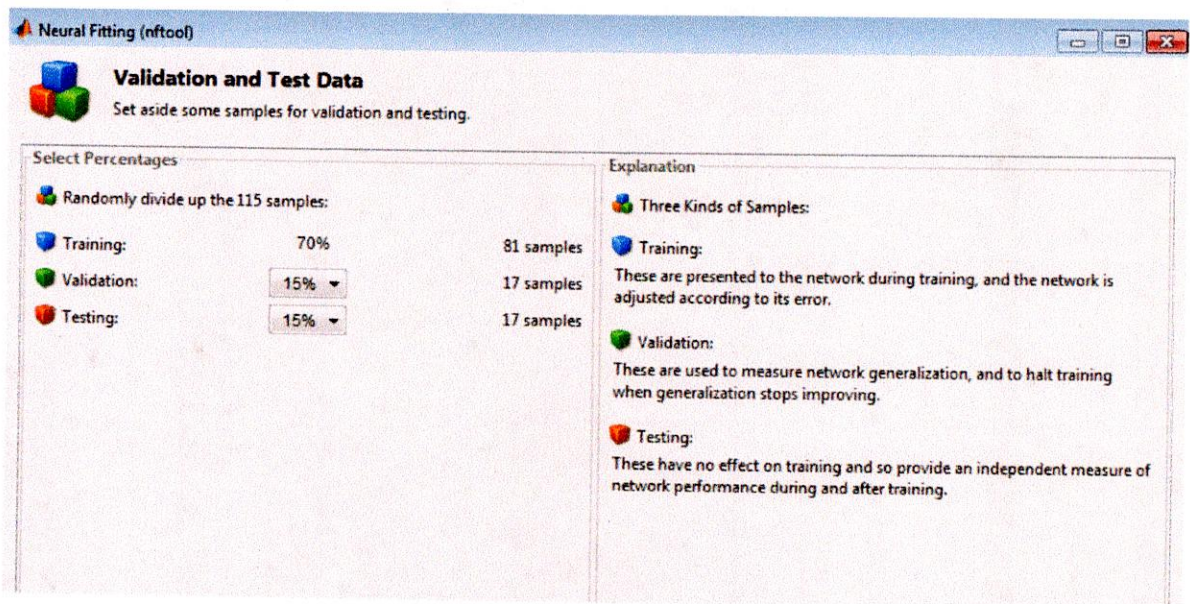 Neural Fitting (nftool)
Validation and Test Data
Set aside some samples for validation and testing.
Select Percentages
Randomly divide up the 115 samples:
Training: 70% 81 samples
Validation: 15% 17 samples
Testing: 15% 17 samples
Explanation
Three Kinds of Samples:
Training:
These are presented to the network during training, and the network is
adjusted according to its error.
Validation:
These are used to measure network generalization, and to halt training
when generalization stops improving.
Testing:
These have no effect on training and so provide an independent measure of
network performance during and after training.